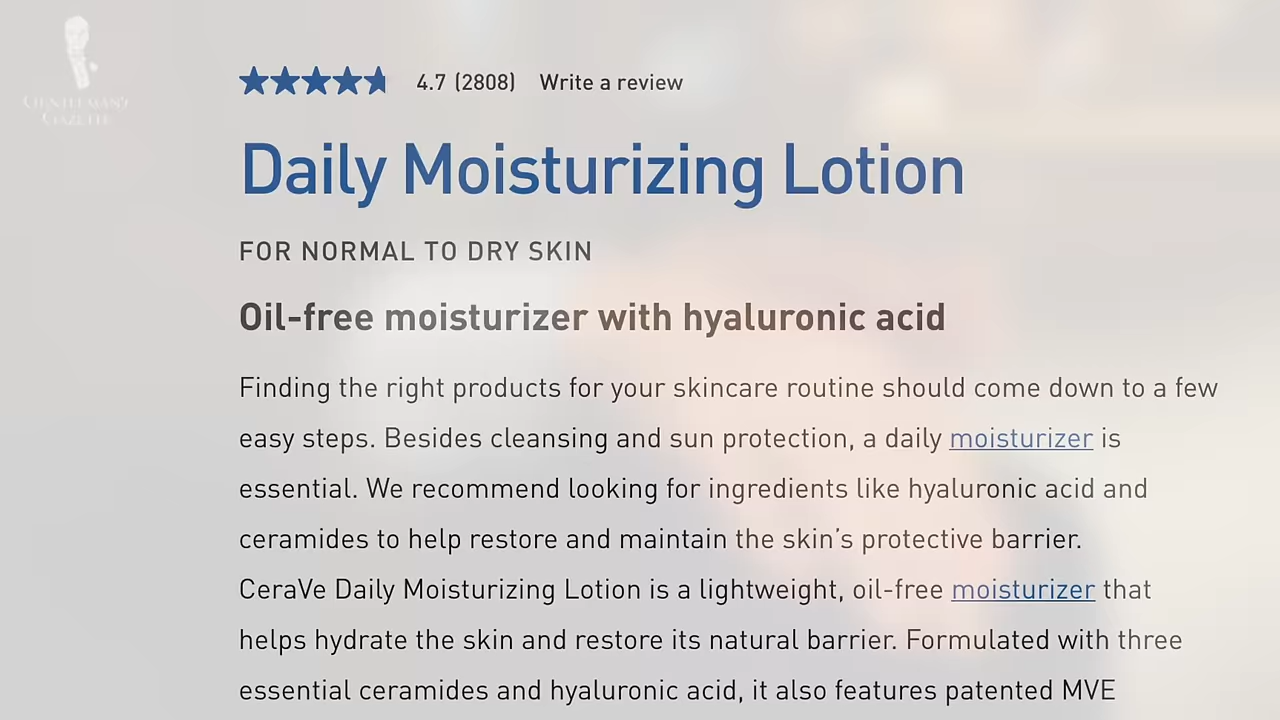 GENTLEMAN'S
GAZETTE
4.7 (2808) Write a review
Daily Moisturizing Lotion
FOR NORMAL TO DRY SKIN
Oil-free moisturizer with hyaluronic acid
Finding the right products for your skincare routine should come down to a few
easy steps. Besides cleansing and sun protection, a daily moisturizer is
essential. We recommend looking for ingredients like hyaluronic acid and
ceramides to help restore and maintain the skin’s protective barrier.
CeraVe Daily Moisturizing Lotion is a lightweight, oil-free moisturizer that
helps hydrate the skin and restore its natural barrier. Formulated with three
essential ceramides and hyaluronic acid, it also features patented MVE